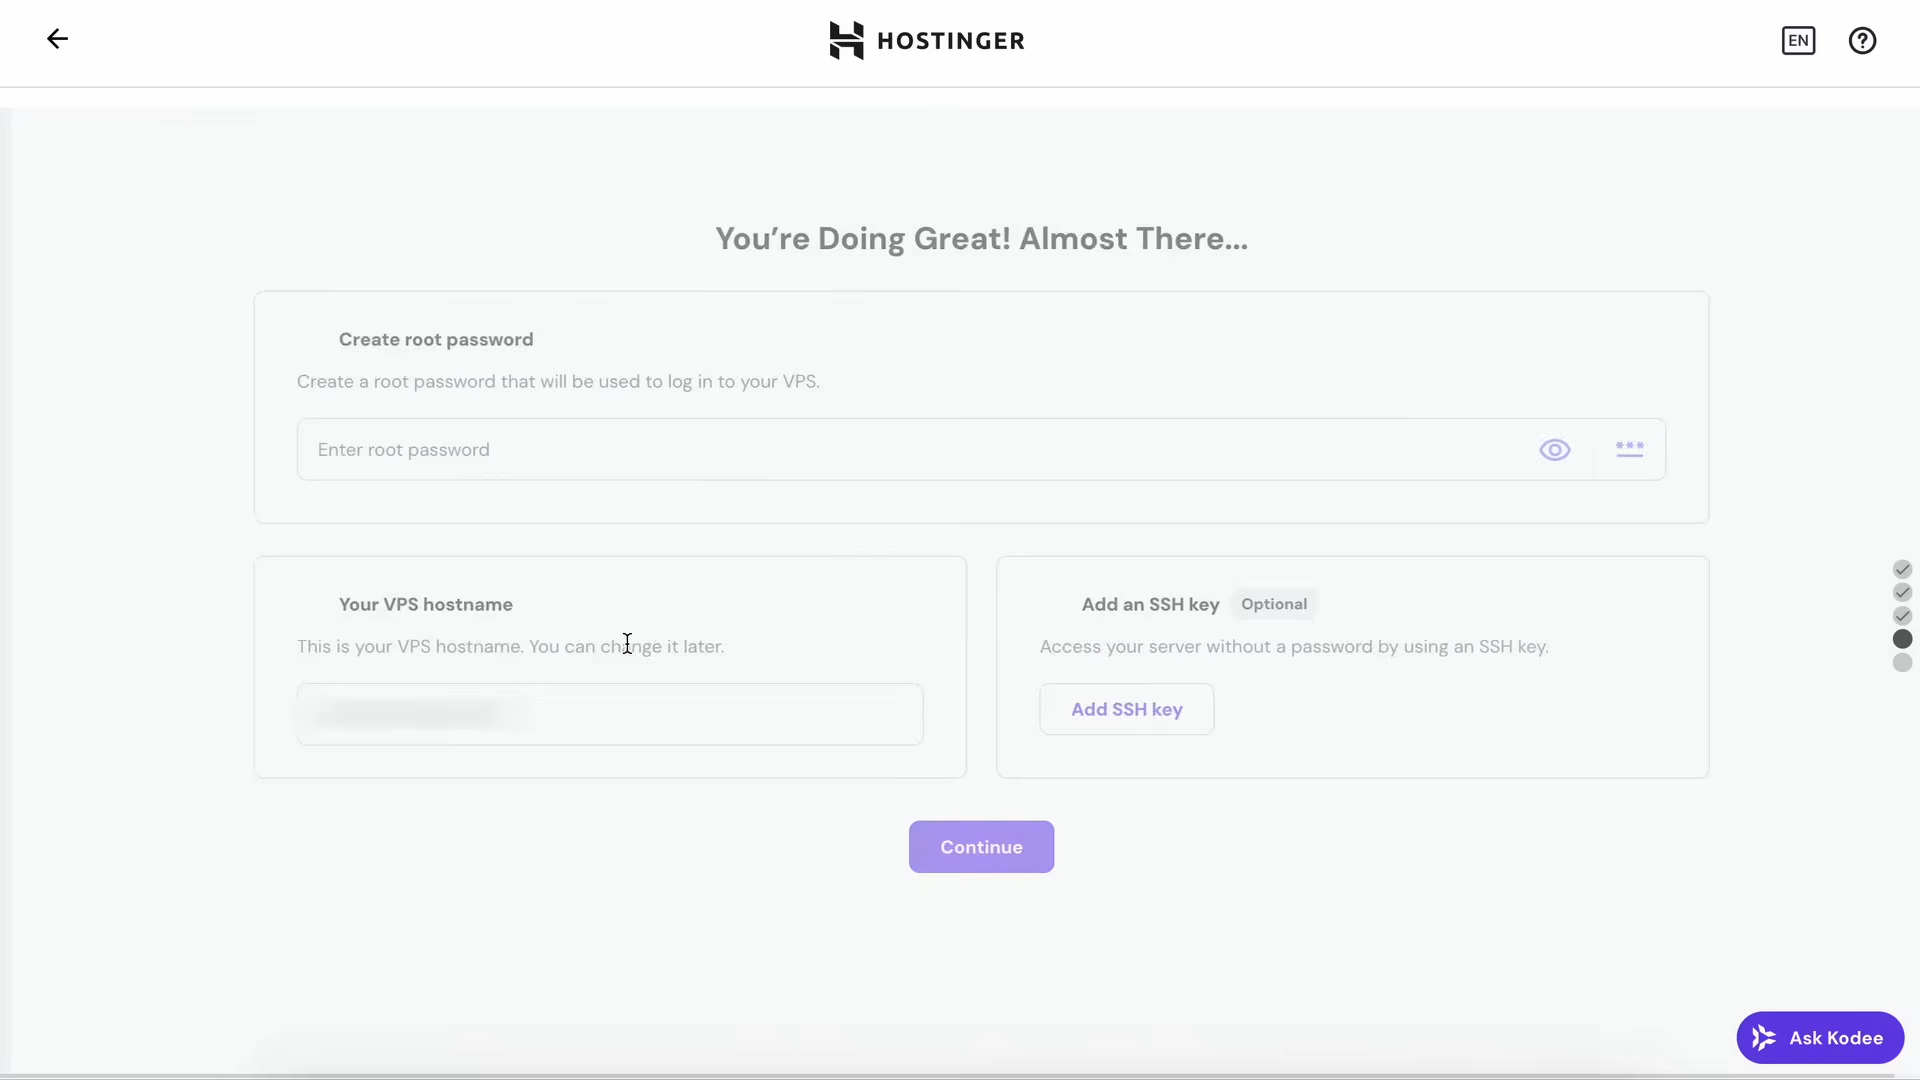 HOSTINGER
EN
You're Doing Great! Almost There...
Create root password
Create a root password that will be used to log in to your VPS.
Enter root password
Your VPS hostname
This is your VPS hostname. You can change it later.
Add an SSH key Optional
Access your server without a password by using an SSH key.
Add SSH key
Continue
Ask Kodee